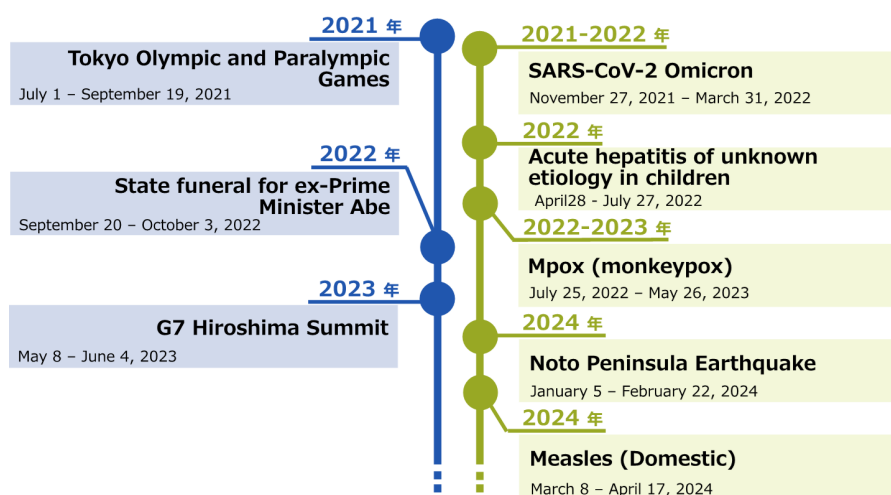 2021 年
Tokyo Olympic and Paralympic
Games
July 1 – September 19, 2021
2022 年
State funeral for ex-Prime
Minister Abe
September 20 – October 3, 2022
2023 年
G7 Hiroshima Summit
May 8 – June 4, 2023
2021-2022 年
SARS-CoV-2 Omicron
November 27, 2021 – March 31, 2022
2022 年
Acute hepatitis of unknown
etiology in children
April28 - July 27, 2022
2022-2023 年
Mpox (monkeypox)
July 25, 2022 – May 26, 2023
2024 年
Noto Peninsula Earthquake
January 5 – February 22, 2024
2024 年
Measles (Domestic)
March 8 – April 17, 2024